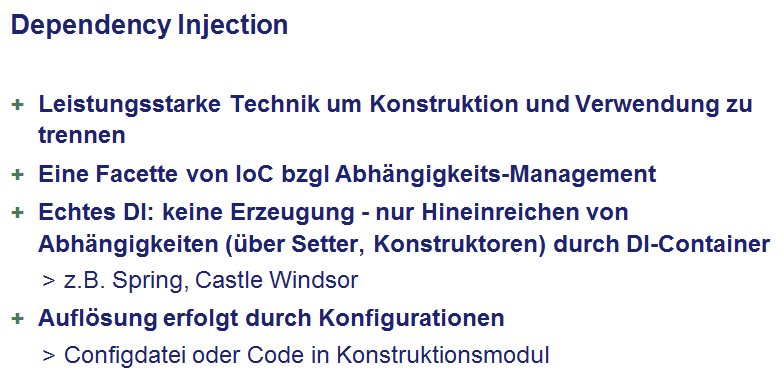 Dependency Injection
+ Leistungsstarke Technik um Konstruktion und Verwendung zu
trennen
+ Eine Facette von IoC bzgl Abhängigkeits-Management
+ Echtes DI: keine Erzeugung - nur Hineinreichen von
Abhängigkeiten (über Setter, Konstruktoren) durch DI-Container
> z.B. Spring, Castle Windsor
+ Auflösung erfolgt durch Konfigurationen
> Configdatei oder Code in Konstruktionsmodul